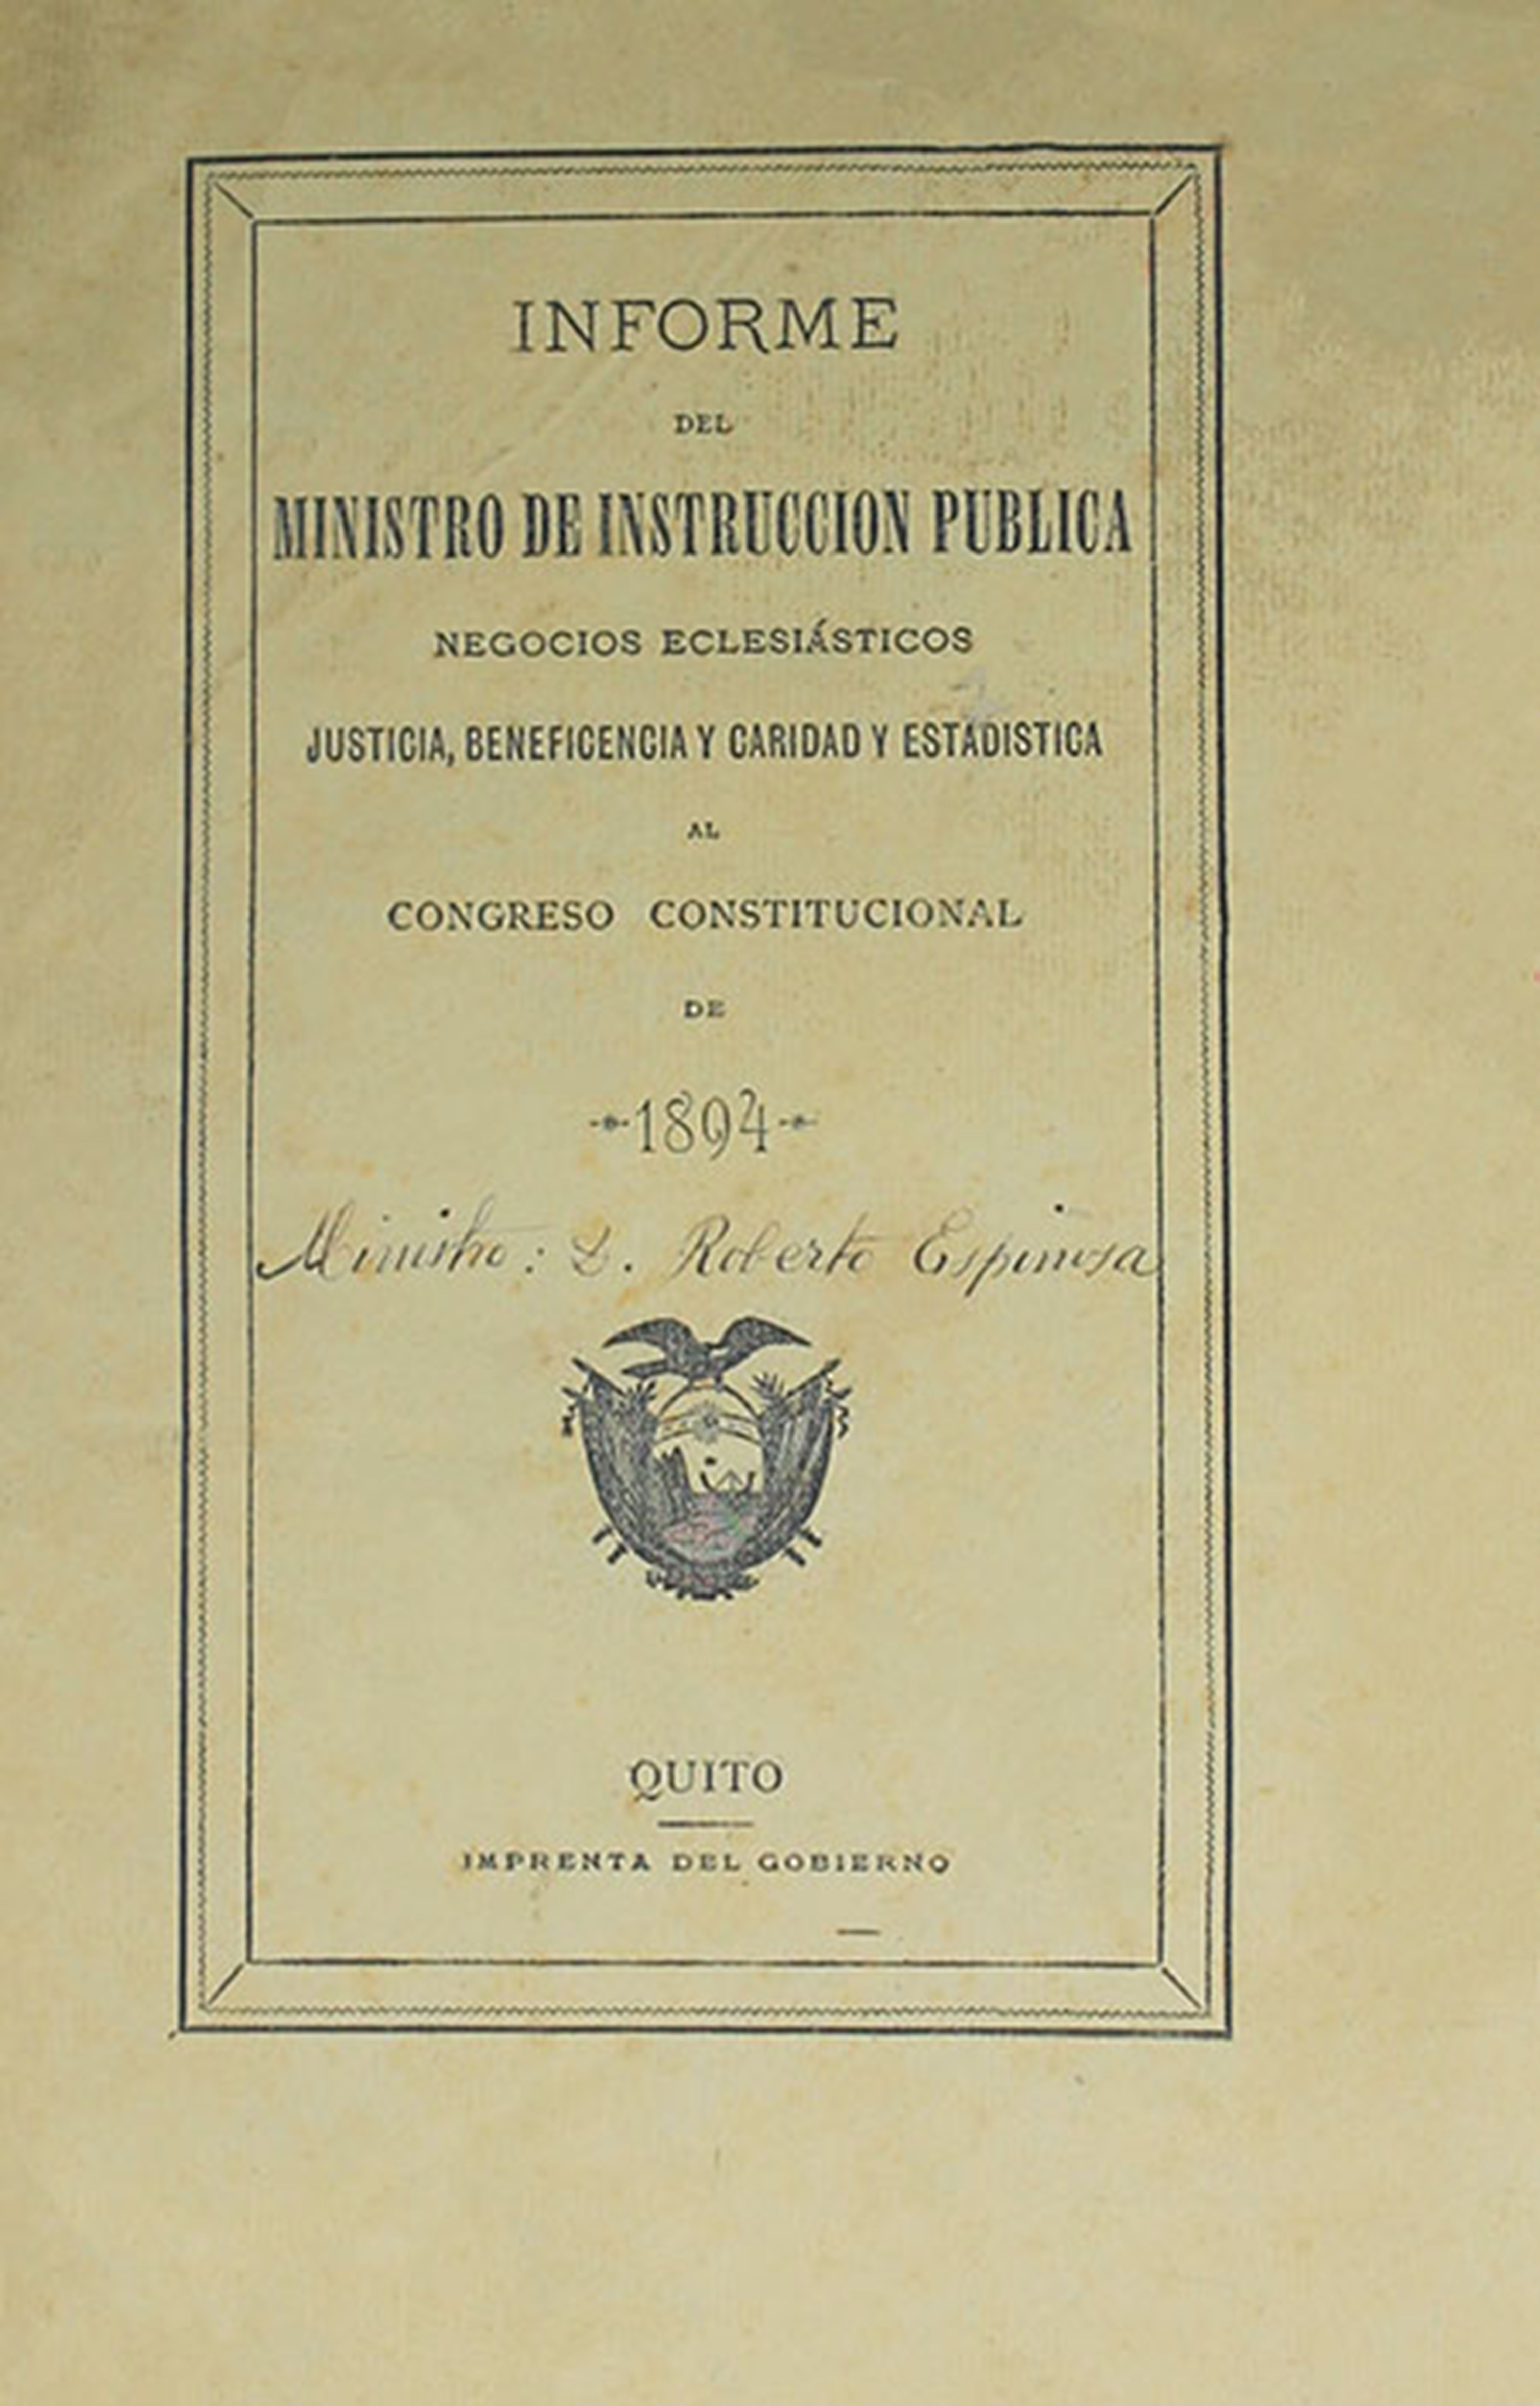 INFORME
DEL
MINISTRO DE INSTRUCCION PUBLICA
NEGOCIOS ECLESIÁSTICOS
JUSTICIA, BENEFICENCIA Y CARIDAD Y ESTADISTICA
AL
CONGRESO CONSTITUCIONAL
DE
1894
Ministro: D. Roberto Espinosa
QUITO
IMPRENTA DEL GOBIERNO